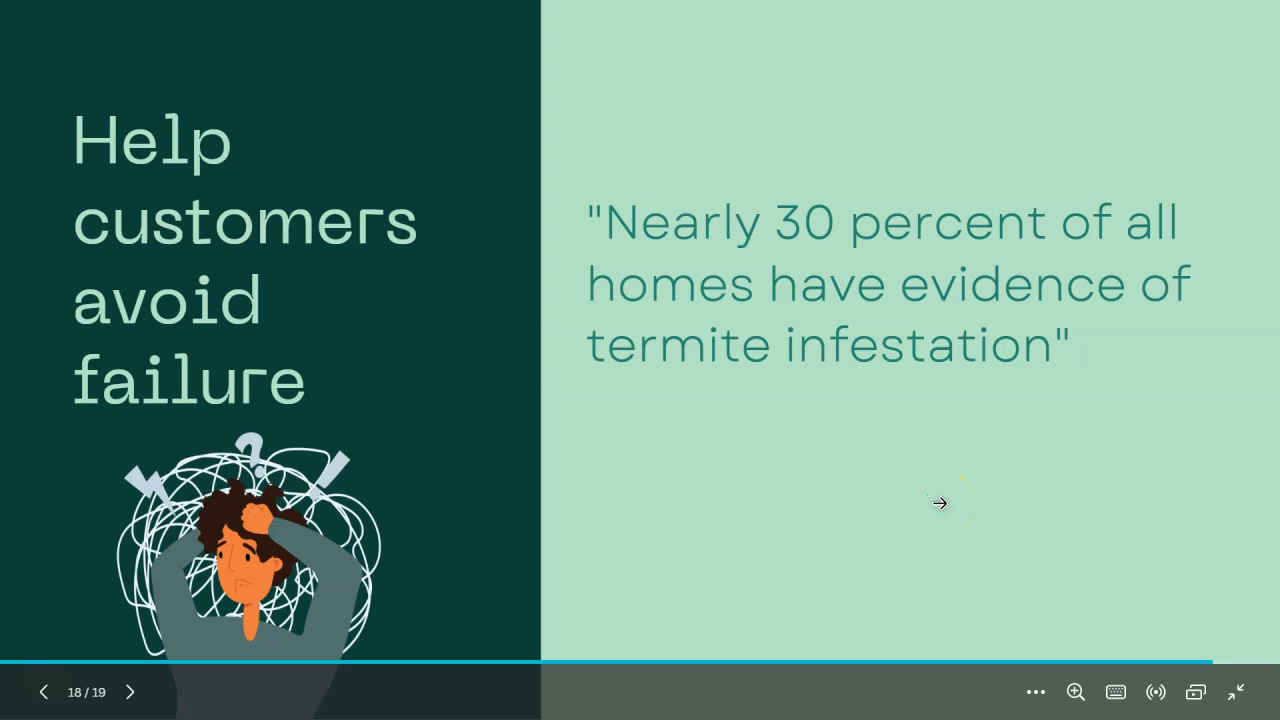 Help
customers
avoid
failure
"Nearly 30 percent of all
homes have evidence of
termite infestation"
?
18 / 19